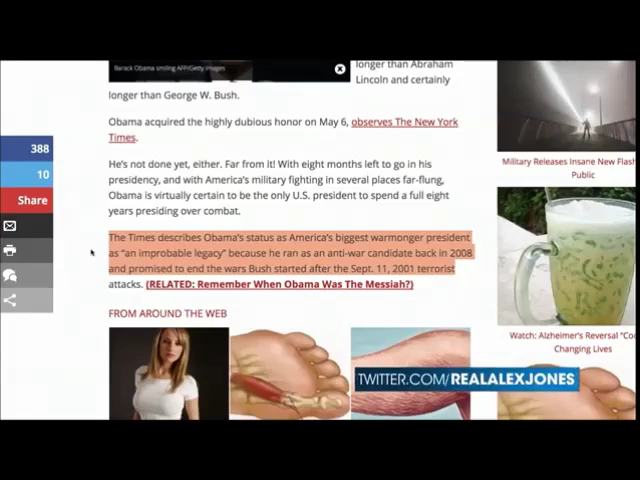 Barack Obama smiling AFP/Getty Images
longer than Abraham
Lincoln and certainly
longer than George W. Bush.
Obama acquired the highly dubious honor on May 6, observes The New York
Times.
He's not done yet, either. Far from it! With eight months left to go in his
presidency, and with America's military fighting in several places far-flung,
Obama is virtually certain to be the only U.S. president to spend a full eight
years presiding over combat.
The Times describes Obama's status as America's biggest warmonger president
as "an improbable legacy" because he ran as an anti-war candidate back in 2008
and promised to end the wars Bush started after the Sept. 11, 2001 terrorist
attacks. (RELATED: Remember When Obama Was The Messiah?)
FROM AROUND THE WEB
388
10
Share
Military Releases Insane New Flash
Public
Watch: Alzheimer's Reversal "Co
Changing Lives
TWITTER.COM/REALALEXJONES